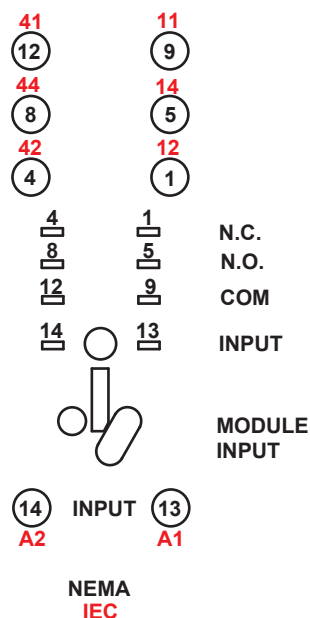 41 11
12 9
44 14
8 5
42 12
4 1
4 1 N.C.
8 5 N.O.
12 9 COM
14 13 INPUT
MODULE
INPUT
14 INPUT 13
A2 A1
NEMA
IEC